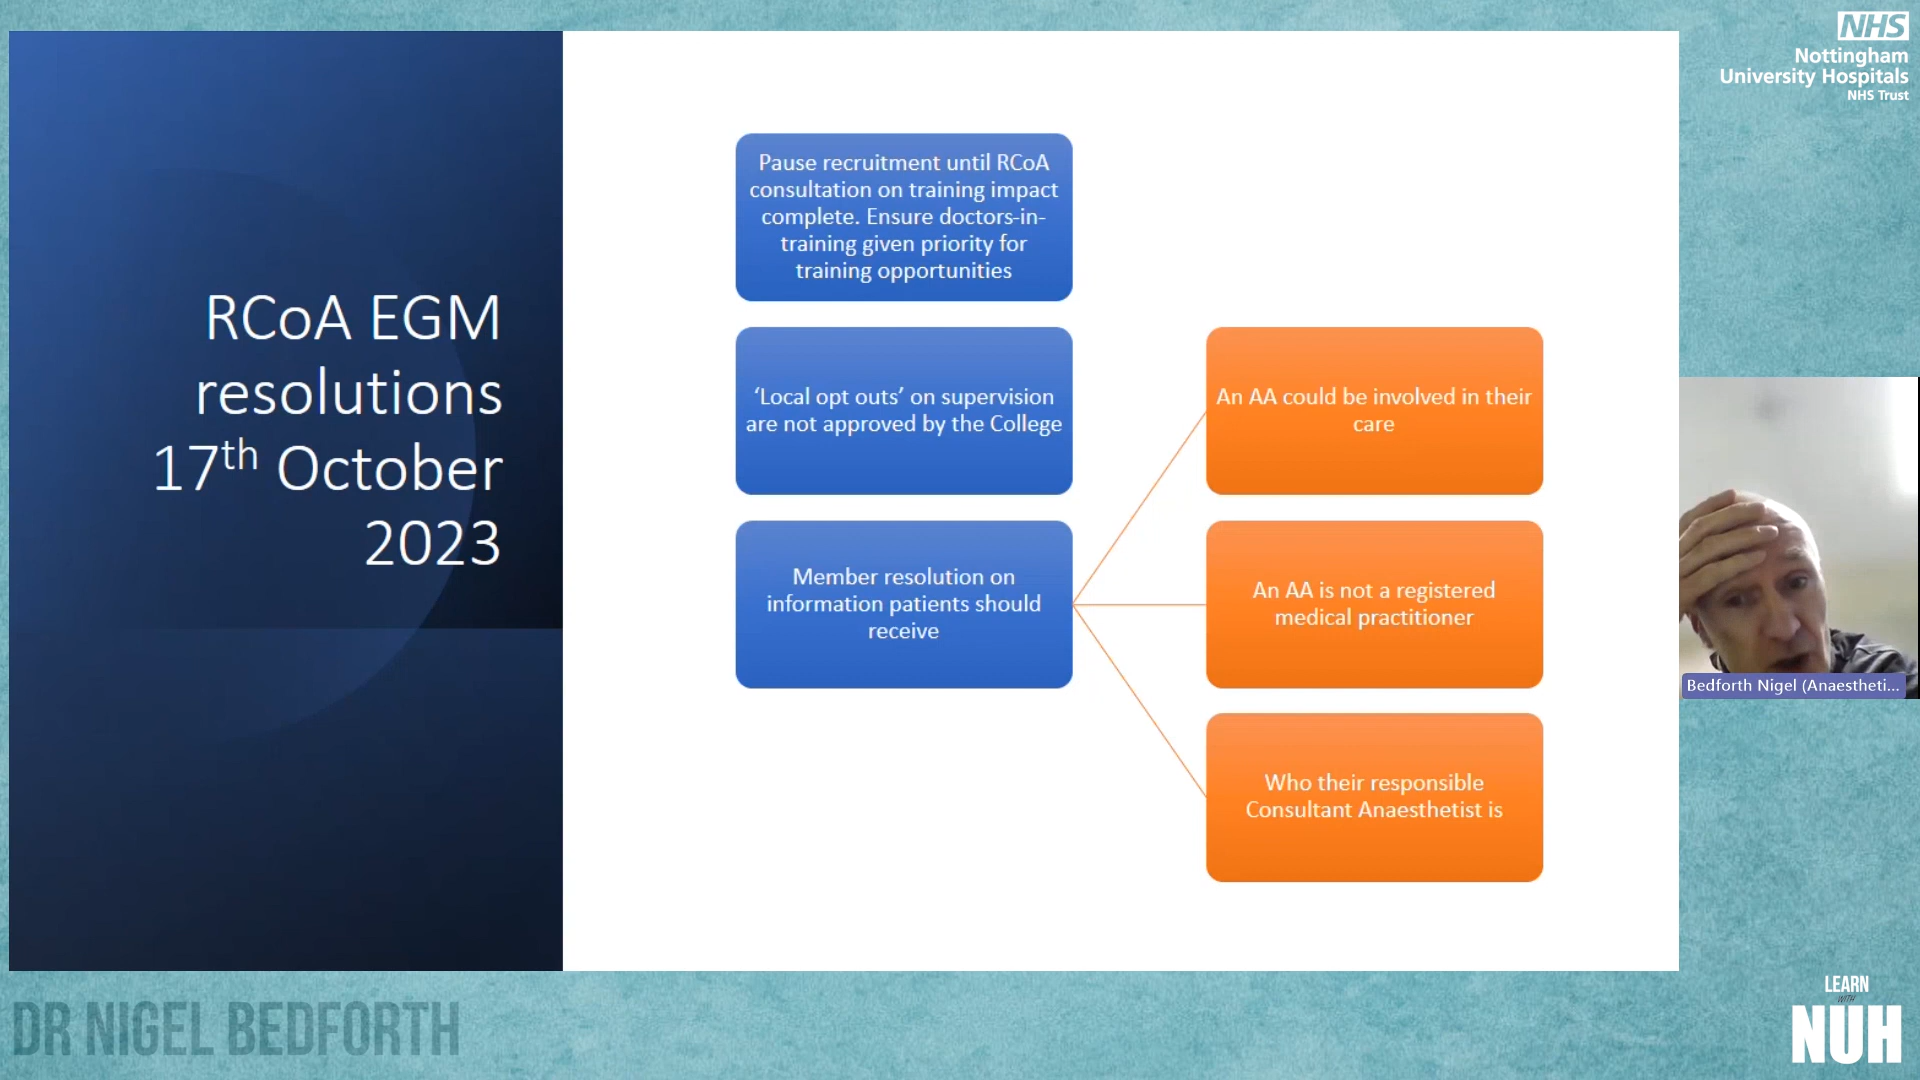 NHS
Nottingham
University Hospitals
NHS Trust
RCoA EGM
resolutions
17th October
2023
Pause recruitment until RCoA
consultation on training impact
complete. Ensure doctors-in-
training given priority for
training opportunities
‘Local opt outs’ on supervision
are not approved by the College
Member resolution on
information patients should
receive
An AA could be involved in their
care
An AA is not a registered
medical practitioner
Who their responsible
Consultant Anaesthetist is
Bedforth Nigel (Anaestheti...
DR NIGEL BEDFORTH
LEARN
WITH
NUH